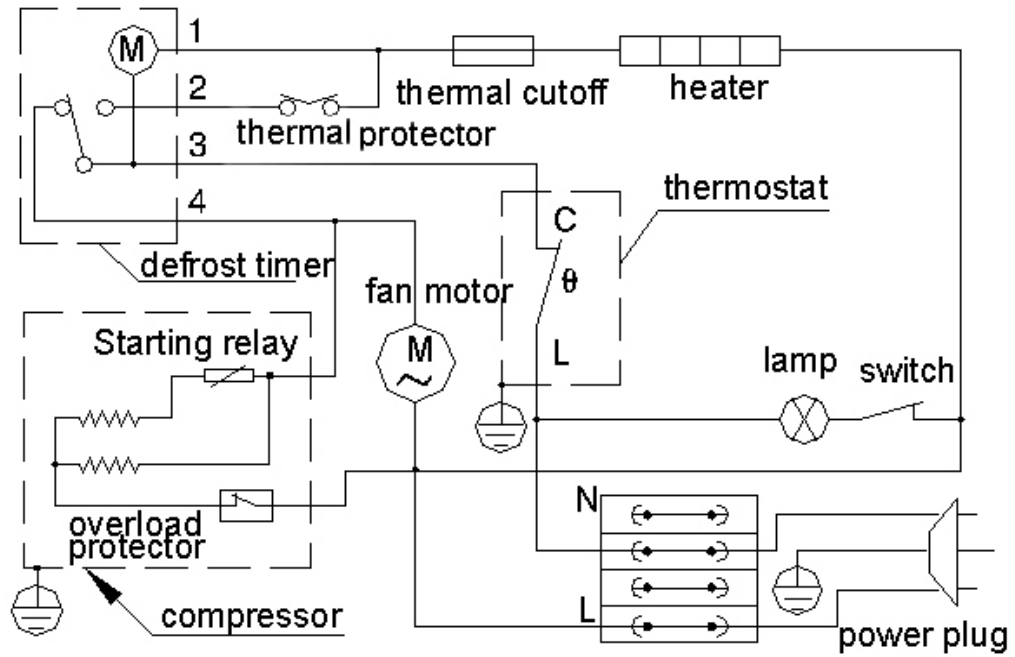 M
1
2
3
4
thermal cutoff
heater
thermal protector
thermostat
defrost timer
C
θ
L
fan motor
M
Starting relay
lamp
switch
overload
protector
compressor
N
L
power plug